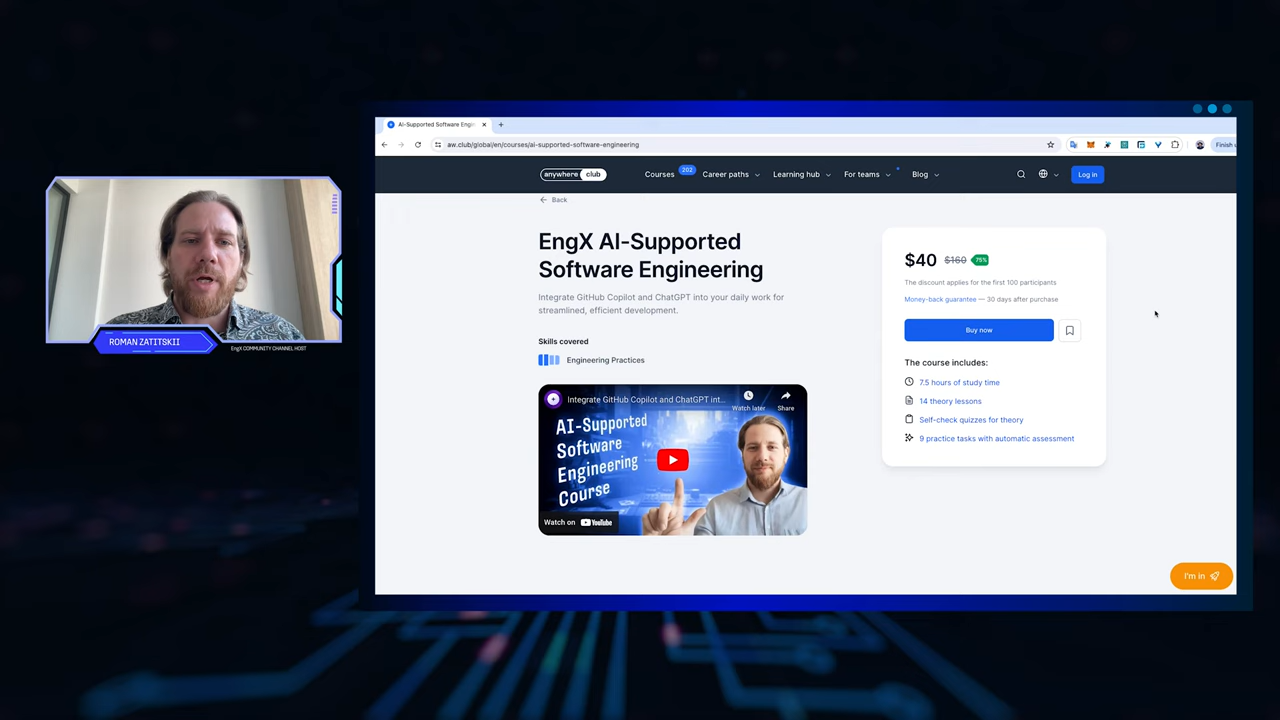 AI-Supported Software Engin
aw.club/global/en/courses/ai-supported-software-engineering
Finish u
anywhere club
Courses 202 Career paths Learning hub For teams Blog Log in
Back
EngX AI-Supported
Software Engineering
Integrate GitHub Copilot and ChatGPT into your daily work for
streamlined, efficient development.
Skills covered
Engineering Practices
Integrate GitHub Copilot and ChatGPT int...
Watch later
Share
AI-Supported
Software
Engineering
Course
Watch on YouTube
$40 $160 75%
The discount applies for the first 100 participants
Money-back guarantee — 30 days after purchase
Buy now
The course includes:
7.5 hours of study time
14 theory lessons
Self-check quizzes for theory
9 practice tasks with automatic assessment
I'm in
ROMAN ZATITSKII
EngX COMMUNITY CHANNEL HOST